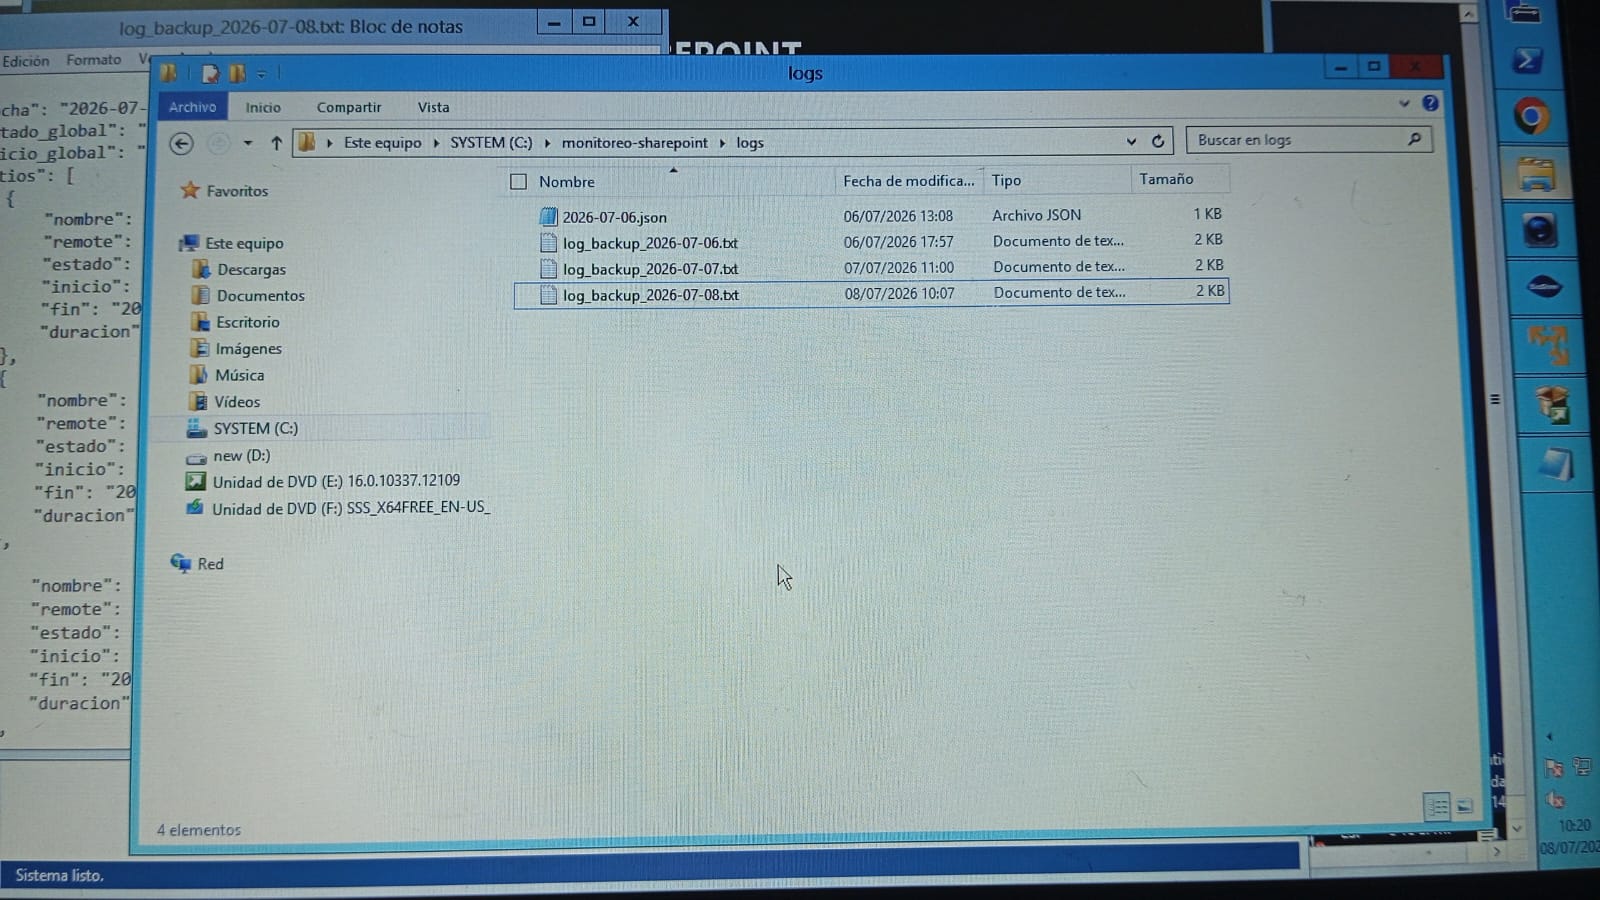 log_backup_2026-07-08.txt: Bloc de notas
Edición Formato
cha": "2026-07-
tado_global": "
icio_global": "
tios": [
{
"nombre":
"remote":
"estado":
"inicio":
"fin": "20
"duracion"
},
{
"nombre":
"remote":
"estado":
"inicio":
"fin": "20
"duracion"
,
"nombre":
"remote":
"estado":
"inicio":
"fin": "20
"duracion"
,
EPOINT
logs
Archivo Inicio Compartir Vista
Este equipo SYSTEM (C:) monitoreo-sharepoint logs
Buscar en logs
Favoritos
Este equipo
Descargas
Documentos
Escritorio
Imágenes
Música
Vídeos
SYSTEM (C:)
new (D:)
Unidad de DVD (E:) 16.0.10337.12109
Unidad de DVD (F:) SSS_X64FREE_EN-US_
Red
Nombre Fecha de modifica... Tipo Tamaño
2026-07-06.json 06/07/2026 13:08 Archivo JSON 1 KB
log_backup_2026-07-06.txt 06/07/2026 17:57 Documento de tex... 2 KB
log_backup_2026-07-07.txt 07/07/2026 11:00 Documento de tex... 2 KB
log_backup_2026-07-08.txt 08/07/2026 10:07 Documento de tex... 2 KB
4 elementos
Sistema listo.
10:20
08/07/202